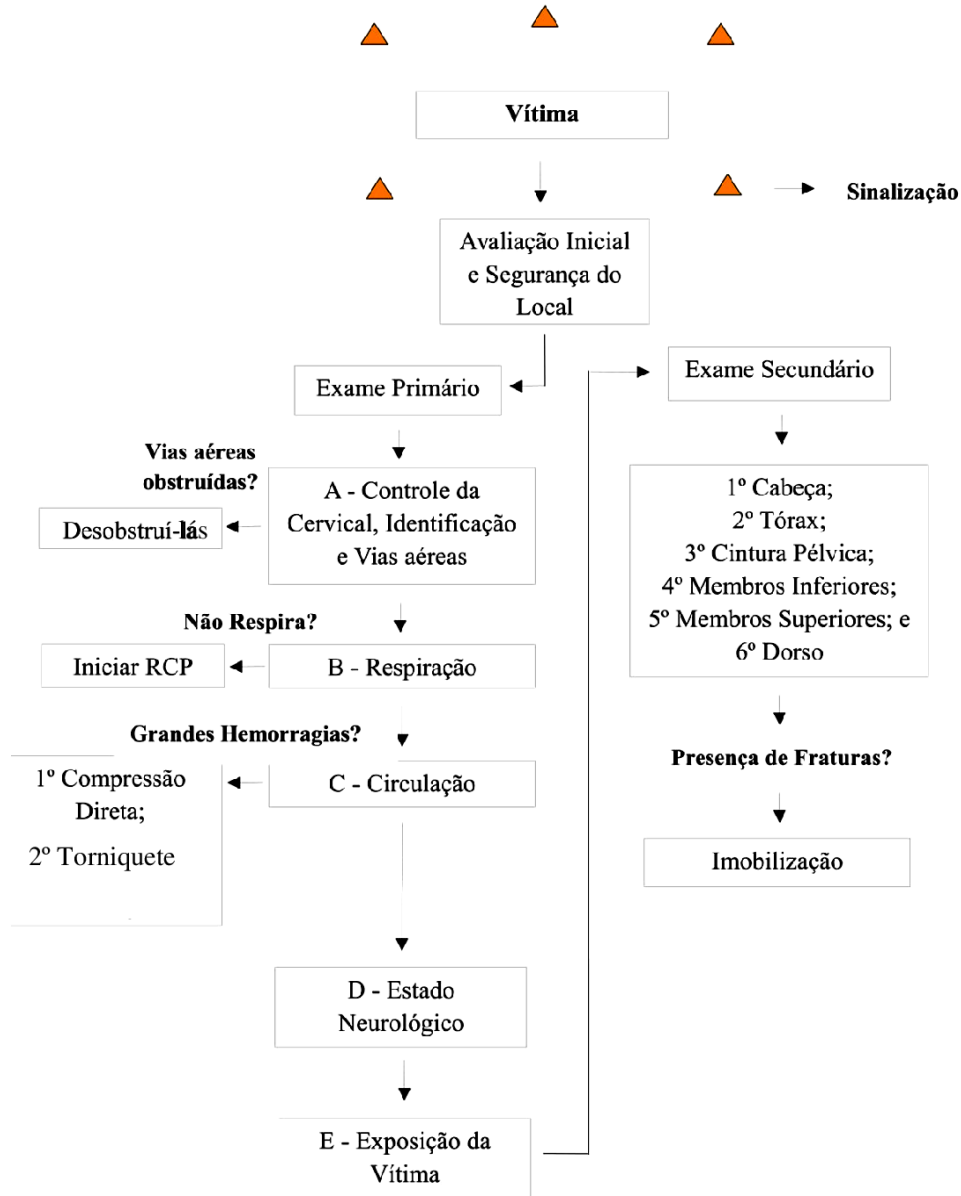 Vítima
Sinalização
Avaliação Inicial
e Segurança do
Local
Exame Primário
Vias aéreas
obstruídas?
A - Controle da
Cervical, Identificação
e Vias aéreas
Desobstruí-lás
Não Respira?
Iniciar RCP
B - Respiração
Grandes Hemorragias?
1º Compressão
Direta;
2º Torniquete
C - Circulação
D - Estado
Neurológico
E - Exposição da
Vítima
Exame Secundário
1º Cabeça;
2º Tórax;
3º Cintura Pélvica;
4º Membros Inferiores;
5º Membros Superiores; e
6º Dorso
Presença de Fraturas?
Imobilização